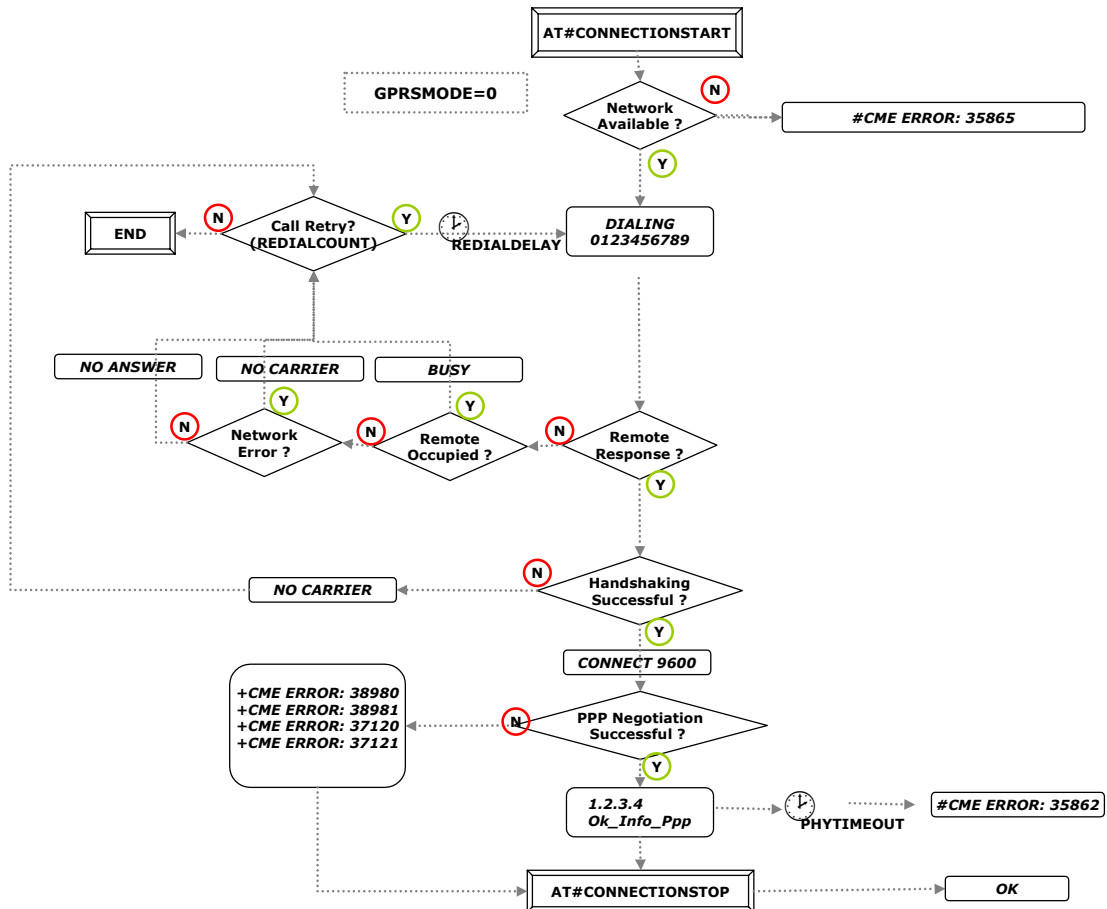 AT#CONNECTIONSTART
GPRSMODE=0
N
Network
Available ?
#CME ERROR: 35865
Y
N
Call Retry?
(REDIALCOUNT)
Y
END
REDIALDELAY
DIALING
0123456789
NO ANSWER
NO CARRIER
BUSY
Y
Y
N
Network
Error ?
N
Remote
Occupied ?
N
Remote
Response ?
Y
N
Handshaking
Successful ?
NO CARRIER
Y
CONNECT 9600
+CME ERROR: 38980
+CME ERROR: 38981
+CME ERROR: 37120
+CME ERROR: 37121
N
PPP Negotiation
Successful ?
Y
1.2.3.4
Ok_Info_Ppp
PHYTIMEOUT
#CME ERROR: 35862
AT#CONNECTIONSTOP
OK